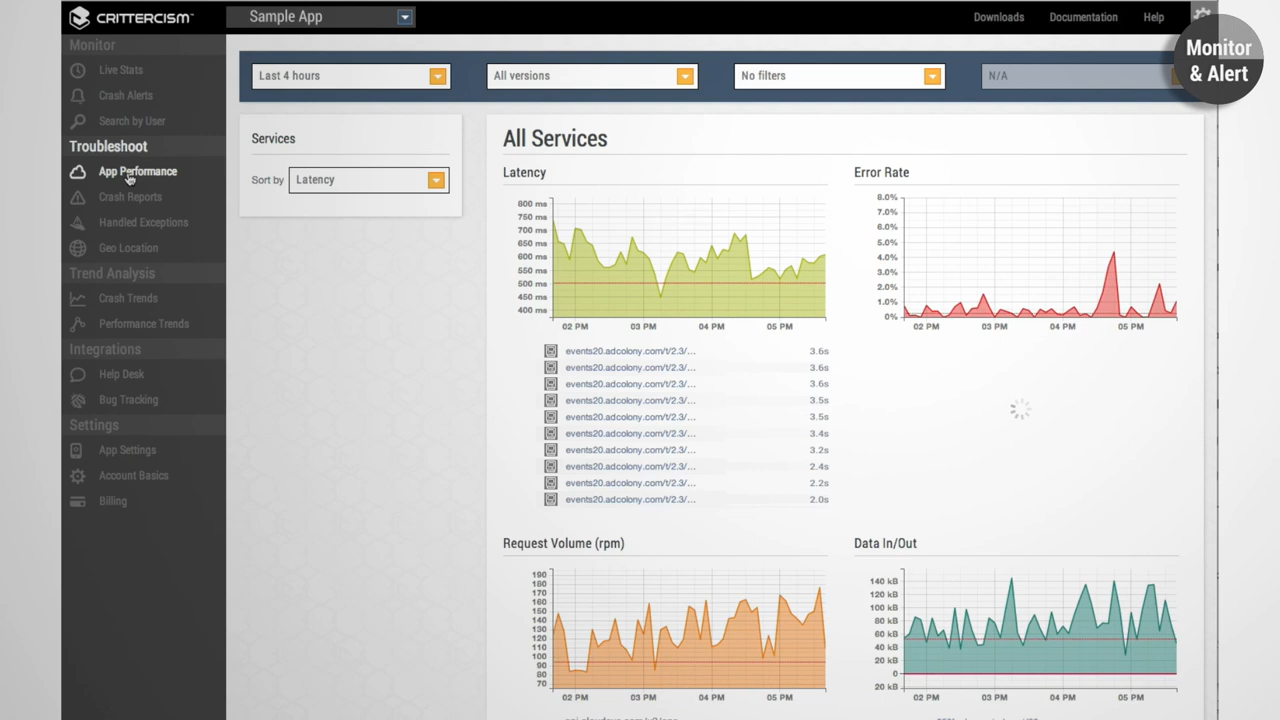 CRITTERCISM™
Sample App
Downloads
Documentation
Help
Monitor
& Alert
Monitor
Live Stats
Crash Alerts
Search by User
Troubleshoot
App Performance
Crash Reports
Handled Exceptions
Geo Location
Trend Analysis
Crash Trends
Performance Trends
Integrations
Help Desk
Bug Tracking
Settings
App Settings
Account Basics
Billing
Last 4 hours
All versions
No filters
N/A
Services
Sort by Latency
All Services
Latency
800 ms
750 ms
700 ms
650 ms
600 ms
550 ms
500 ms
450 ms
400 ms
02 PM 03 PM 04 PM 05 PM
events20.adcolony.com/t/2.3/... 3.6s
events20.adcolony.com/t/2.3/... 3.6s
events20.adcolony.com/t/2.3/... 3.6s
events20.adcolony.com/t/2.3/... 3.5s
events20.adcolony.com/t/2.3/... 3.5s
events20.adcolony.com/t/2.3/... 3.4s
events20.adcolony.com/t/2.3/... 3.2s
events20.adcolony.com/t/2.3/... 2.4s
events20.adcolony.com/t/2.3/... 2.2s
events20.adcolony.com/t/2.3/... 2.0s
Error Rate
8.0%
7.0%
6.0%
5.0%
4.0%
3.0%
2.0%
1.0%
0%
02 PM 03 PM 04 PM 05 PM
Request Volume (rpm)
190
180
170
160
150
140
130
120
110
100
90
80
70
02 PM 03 PM 04 PM 05 PM
Data In/Out
140 kB
120 kB
100 kB
80 kB
60 kB
40 kB
20 kB
0
20 kB
02 PM 03 PM 04 PM 05 PM